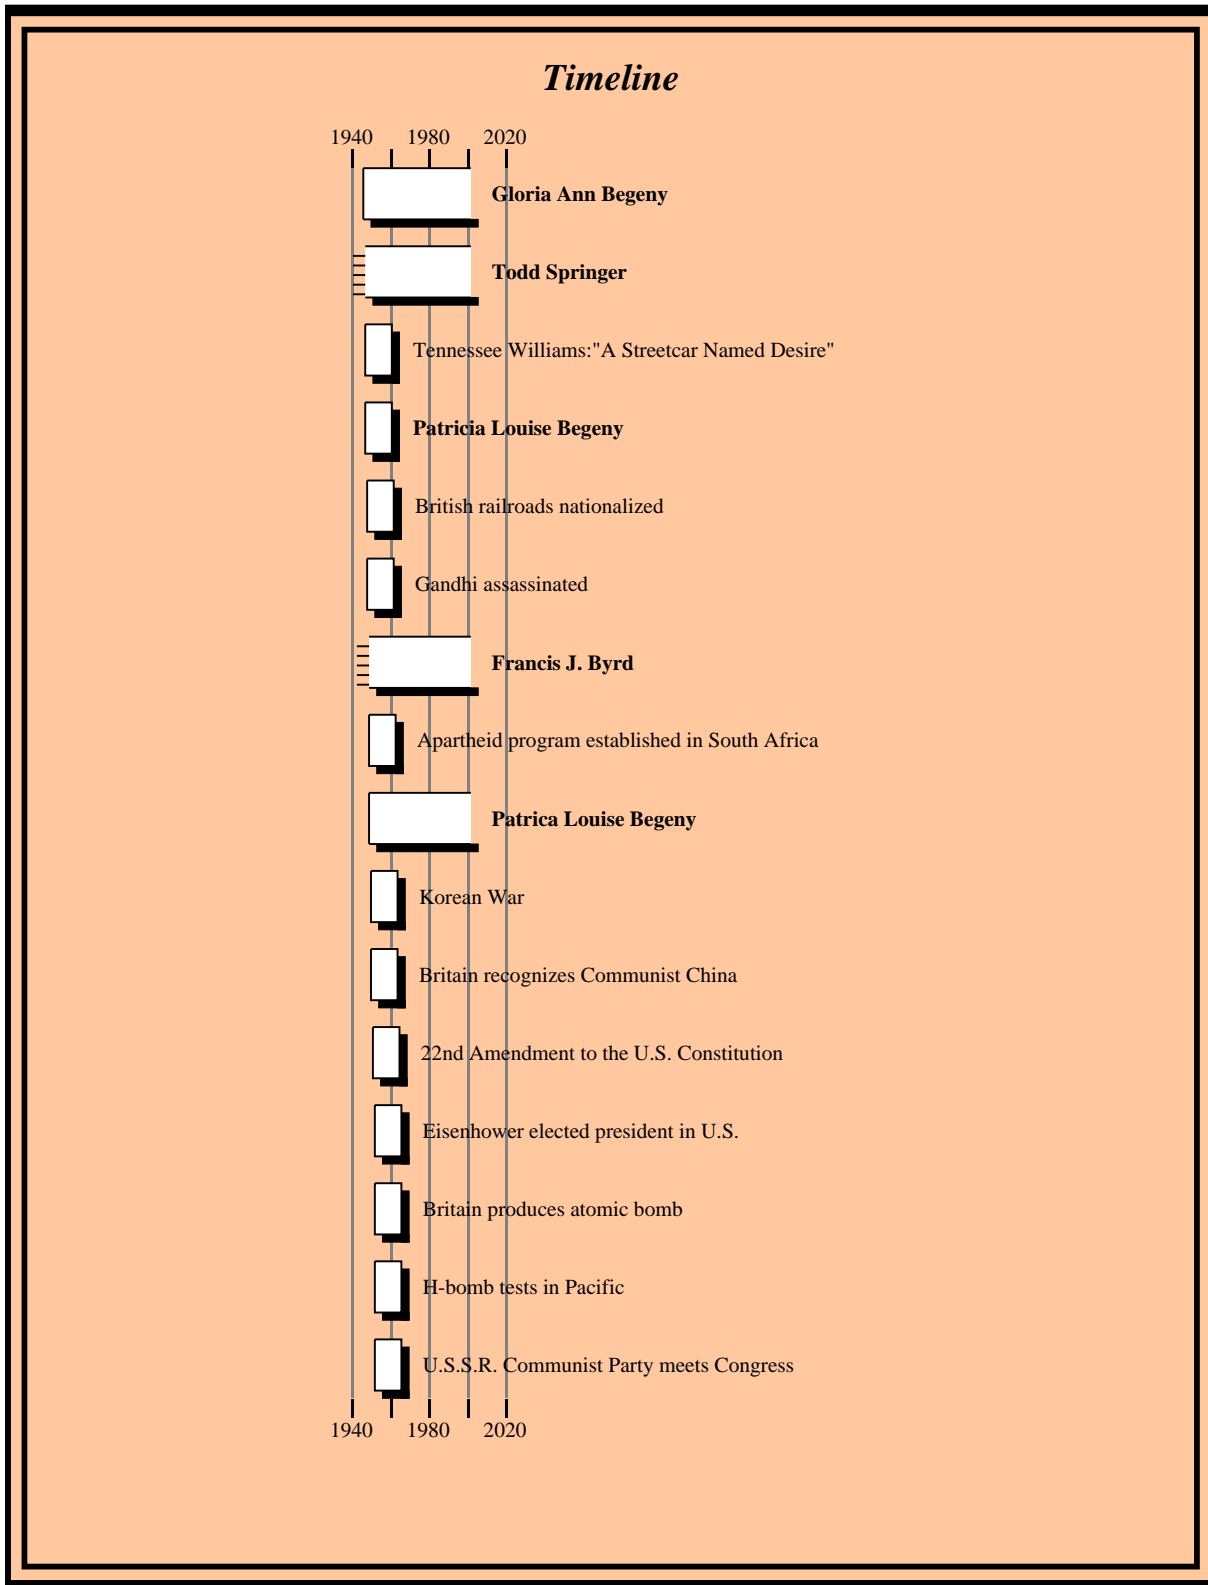 Timeline
1940 1980 2020
Gloria Ann Begeny
Todd Springer
Tennessee Williams:"A Streetcar Named Desire"
Patricia Louise Begeny
British railroads nationalized
Gandhi assassinated
Francis J. Byrd
Apartheid program established in South Africa
Patrica Louise Begeny
Korean War
Britain recognizes Communist China
22nd Amendment to the U.S. Constitution
Eisenhower elected president in U.S.
Britain produces atomic bomb
H-bomb tests in Pacific
U.S.S.R. Communist Party meets Congress
1940 1980 2020